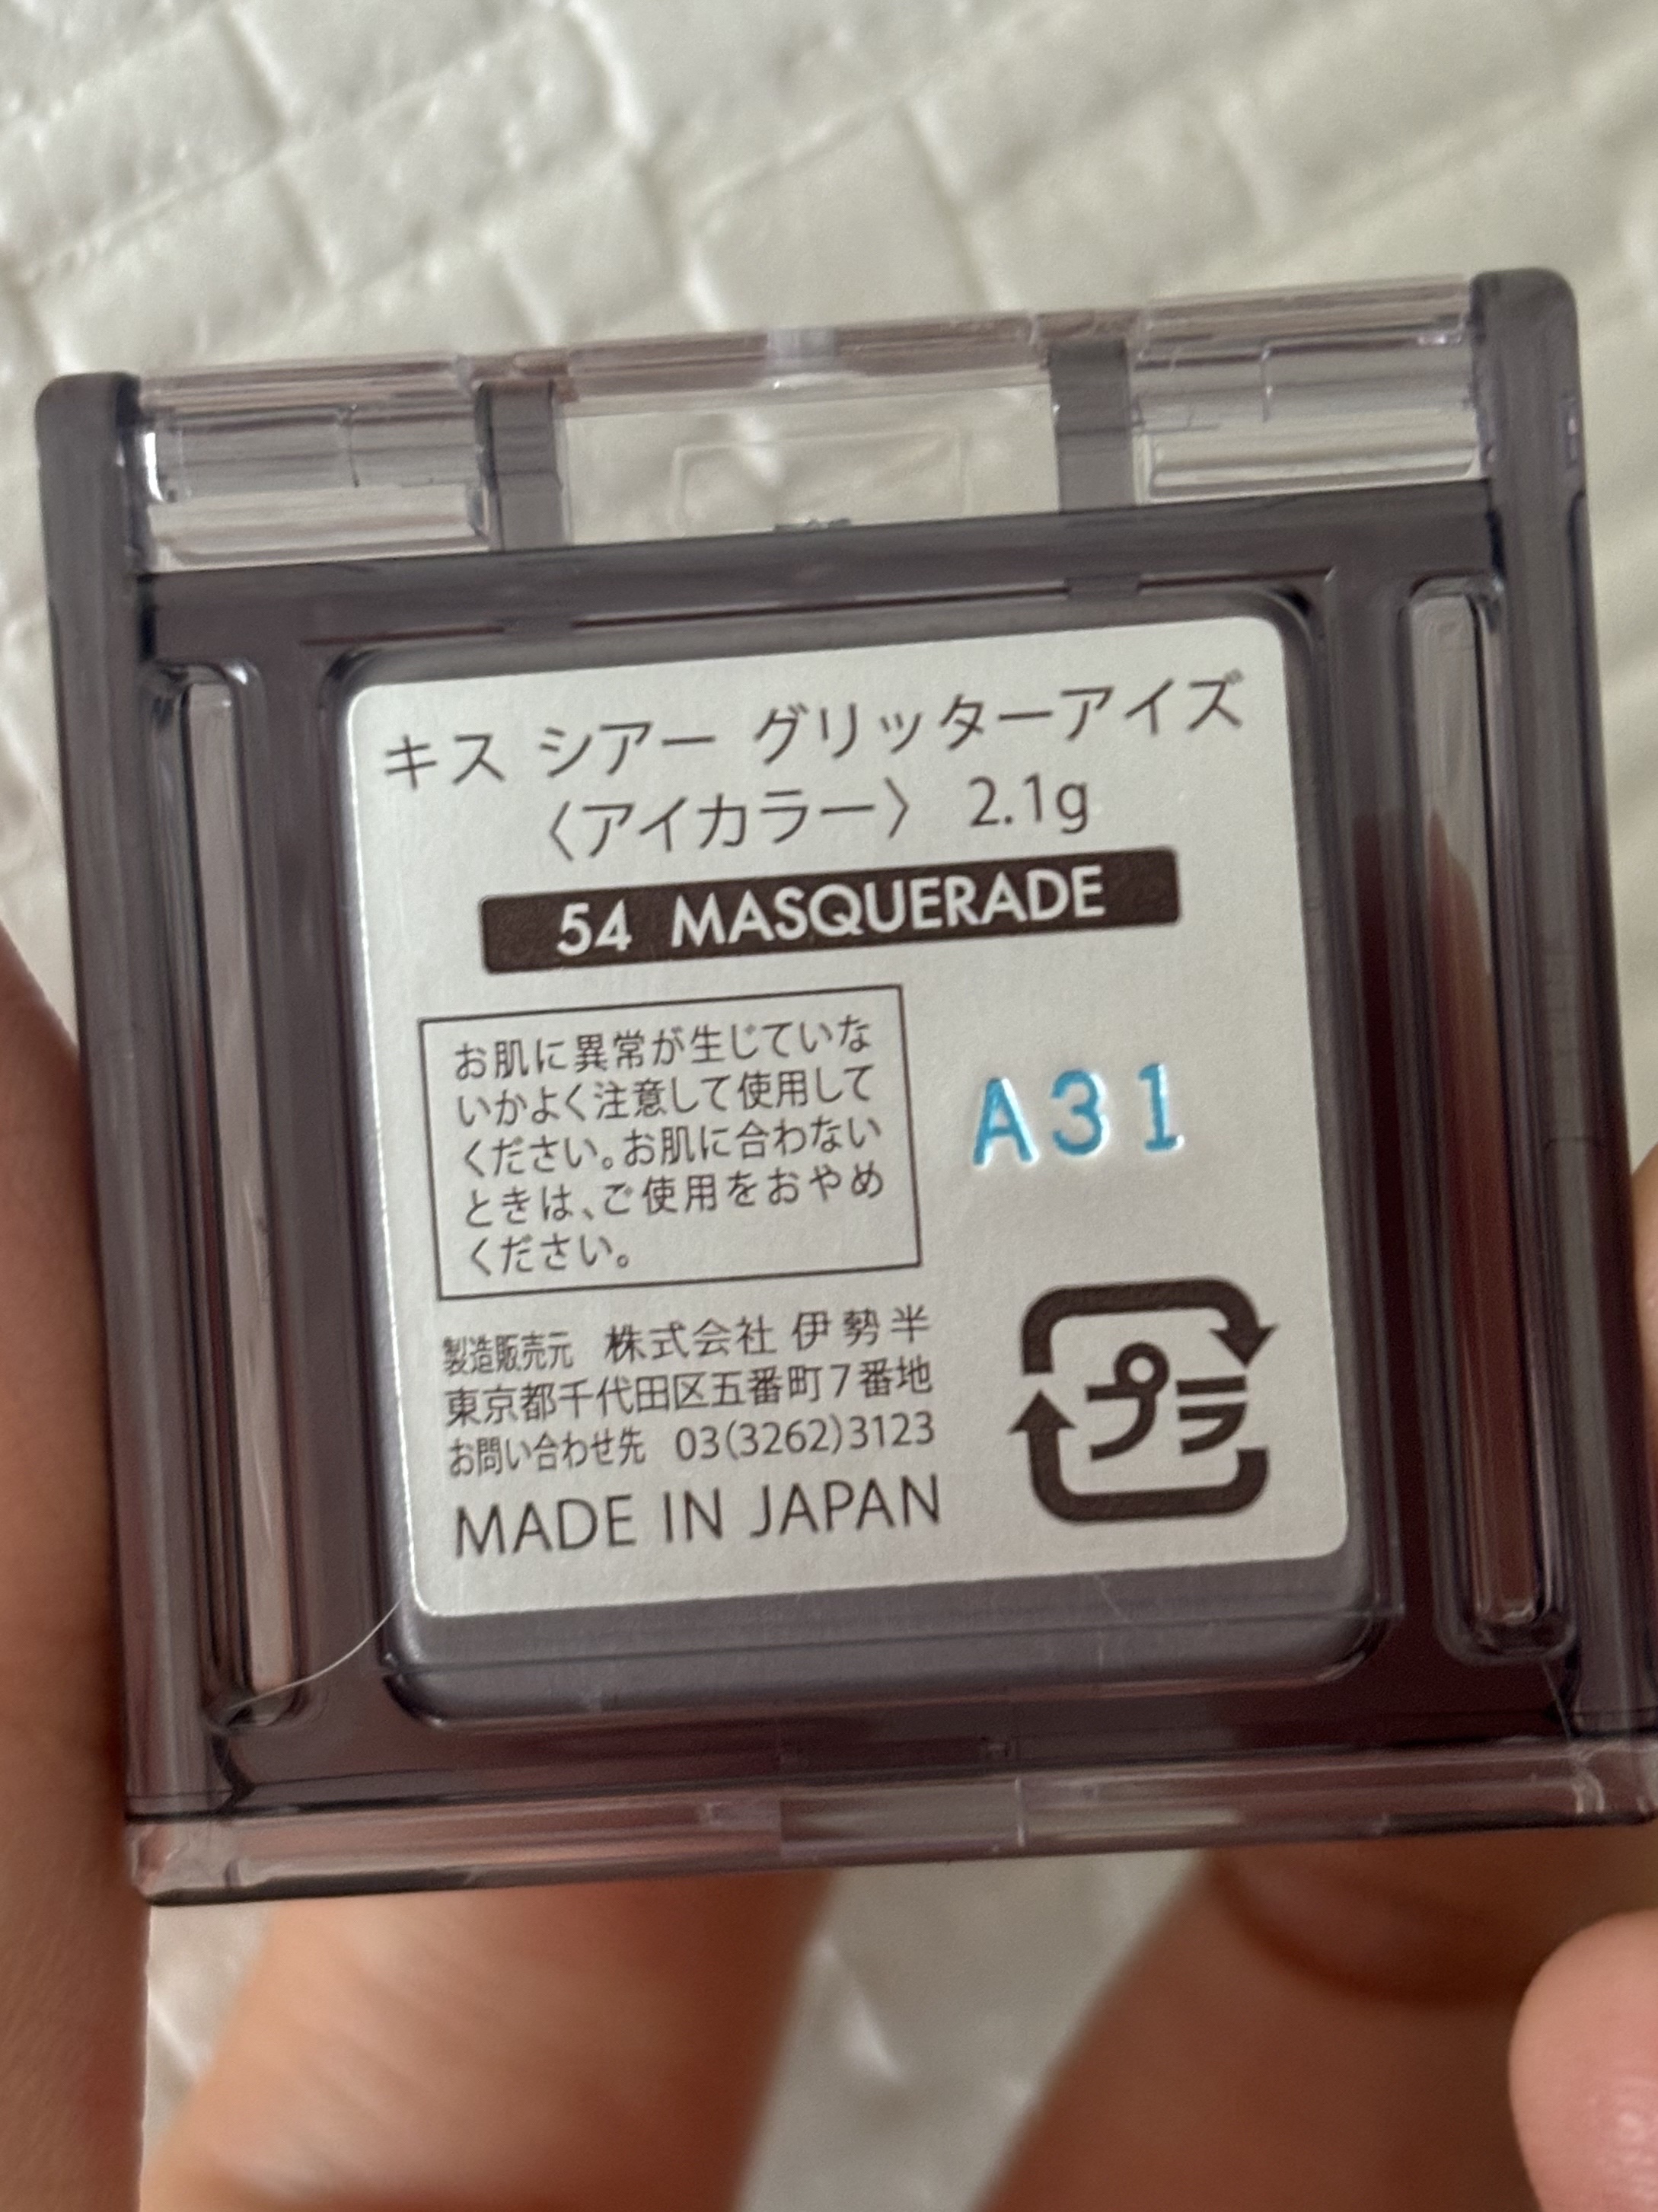 キス シアー グリッターアイズ
〈アイカラー〉 2.1g
54 MASQUERADE
お肌に異常が生じていな
いかよく注意して使用して
ください。お肌に合わない
ときは、ご使用をおやめ
ください。
A31
製造販売元 株式会社 伊勢半
東京都千代田区五番町7番地
お問い合わせ先 03(3262)3123
MADE IN JAPAN
プラ